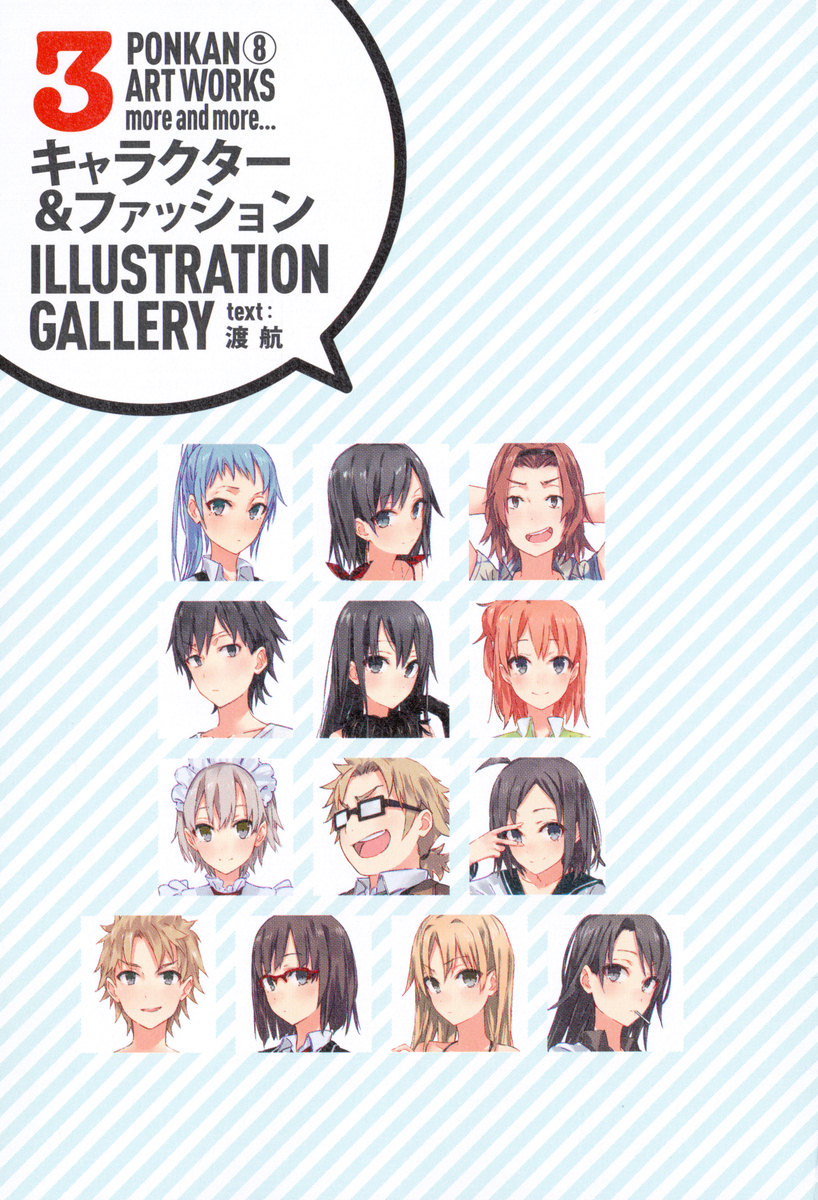 3
PONKAN⑧
ART WORKS
more and more...
キャラクター
&ファッション
ILLUSTRATION
GALLERY
text:
渡 航